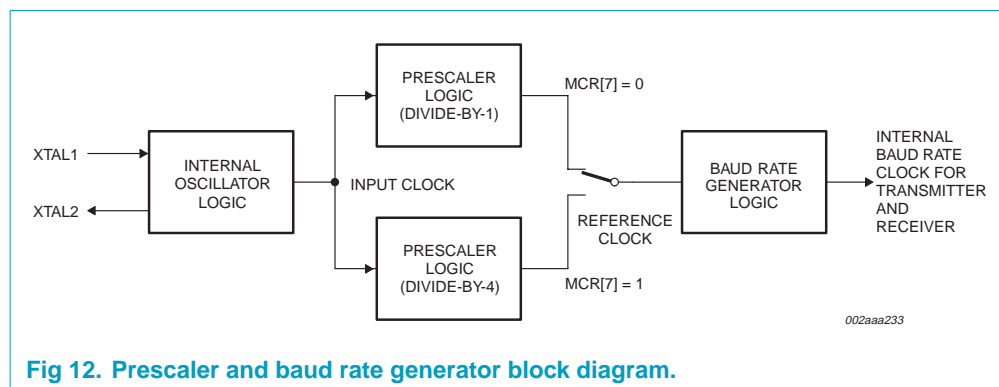 XTAL1
XTAL2
INTERNAL
OSCILLATOR
LOGIC
INPUT CLOCK
PRESCALER
LOGIC
(DIVIDE-BY-1)
PRESCALER
LOGIC
(DIVIDE-BY-4)
MCR[7] = 0
MCR[7] = 1
REFERENCE
CLOCK
BAUD RATE
GENERATOR
LOGIC
INTERNAL
BAUD RATE
CLOCK FOR
TRANSMITTER
AND
RECEIVER
002aaa233
Fig 12. Prescaler and baud rate generator block diagram.